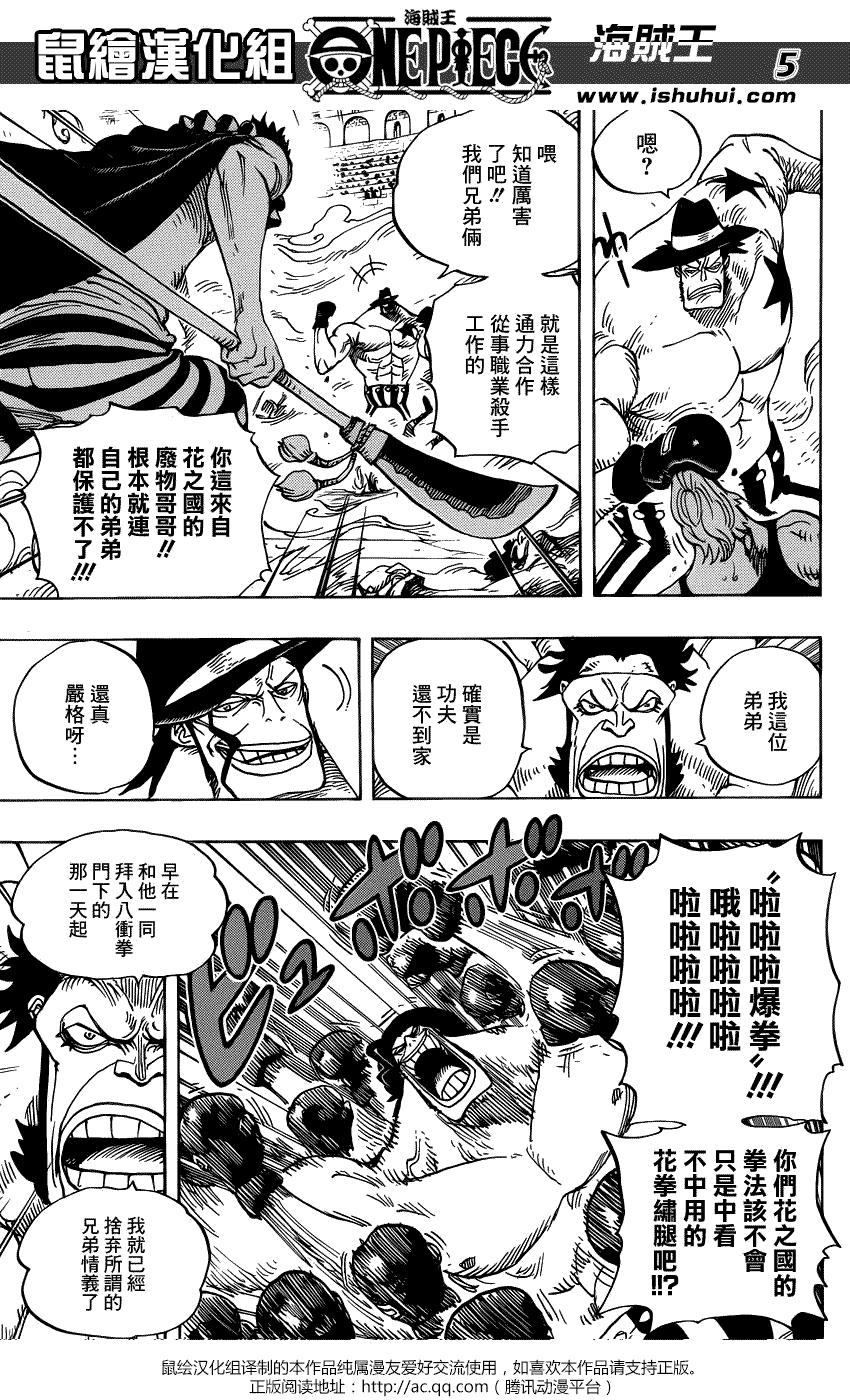 鼠繪漢化組
海賊王
ONE PIECE
海賊王
5
www.ishuhui.com
嗯?
喂
知道厲害
了吧!!
我們兄弟倆
就是這樣
通力合作
從事職業殺手
工作的
你這來自
花之國的
廢物哥哥!!
根本就連
自己的弟弟
都保護不了!!!
我這位
弟弟
確實是
功夫
還不到家
還真
嚴格呀…
〝啦啦啦爆拳〞!!!
哦啦啦啦啦
啦啦啦啦!!!
ボボボボビュ
你們花之國的
拳法該不會
只是中看
不中用的
花拳繡腿吧!!?
早在
和他一同
拜入八衝拳
門下的
那一天起
我就已經
捨弃所謂的
兄弟情義了
鼠绘汉化组译制的本作品纯属漫友爱好交流使用，如喜欢本作品请支持正版。
正版阅读地址：http://ac.qq.com（腾讯动漫平台）